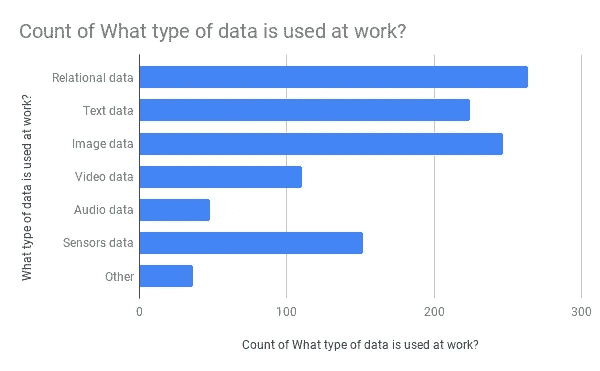 Count of What type of data is used at work?
What type of data is used at work?
Relational data
Text data
Image data
Video data
Audio data
Sensors data
Other
0 100 200 300
Count of What type of data is used at work?